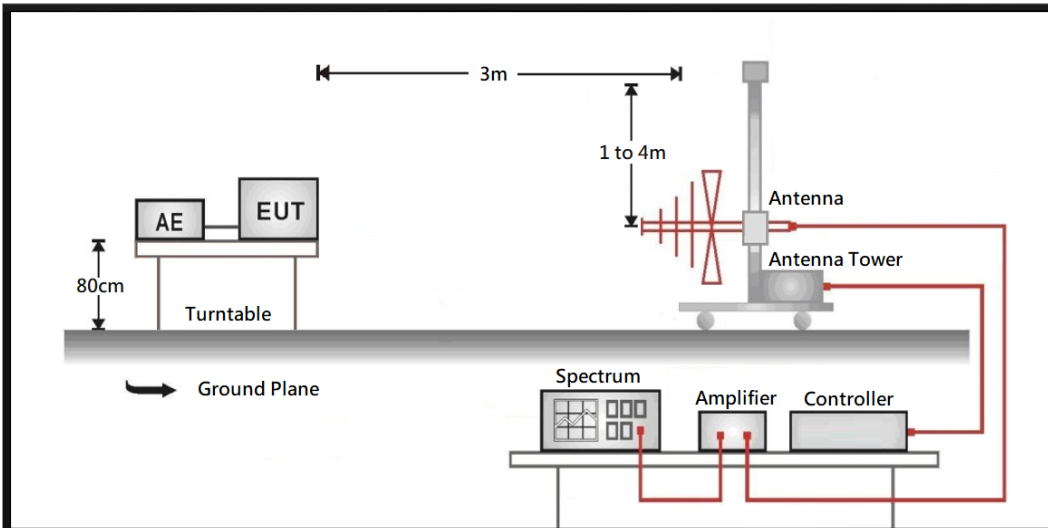 3m
1 to 4m
AE
EUT
Antenna
80cm
Antenna Tower
Turntable
Ground Plane
Spectrum
Amplifier
Controller